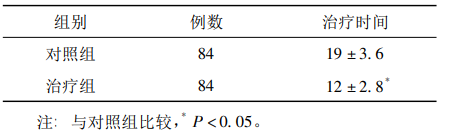 组别 例数 治疗时间
对照组 84 19 ± 3.6
治疗组 84 12 ± 2.8*
注: 与对照组比较,* P < 0.05。